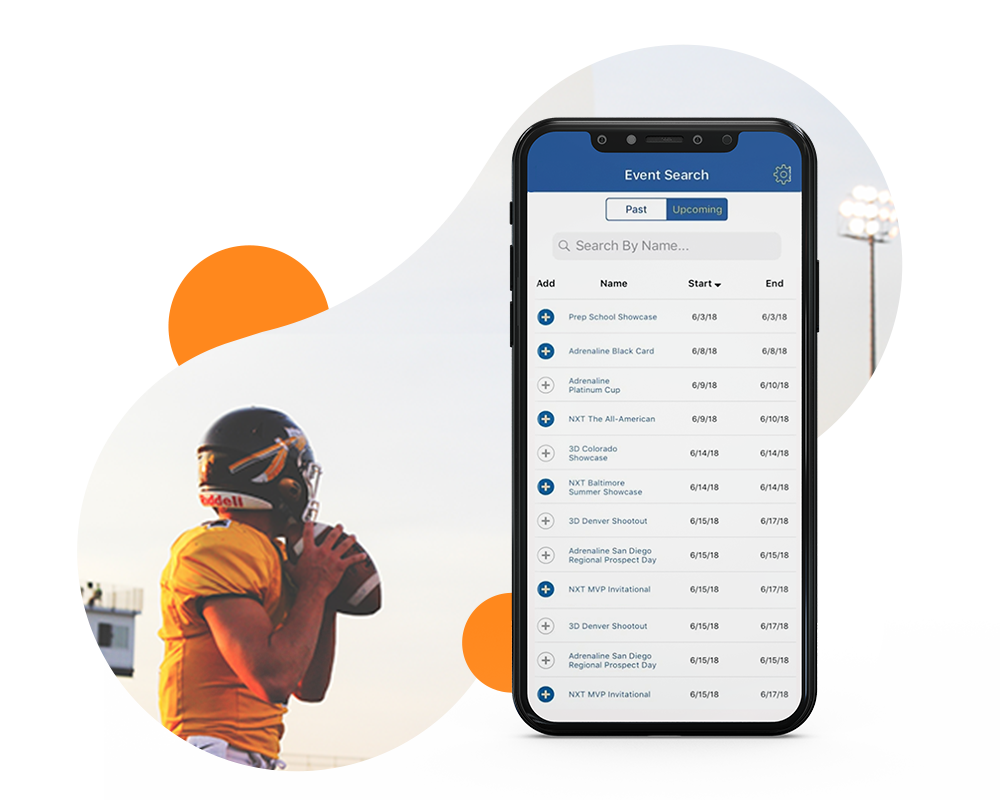 Event Search
Past Upcoming
Search By Name...
Add Name Start End
Prep School Showcase 6/3/18 6/3/18
Adrenaline Black Card 6/8/18 6/8/18
Adrenaline
Platinum Cup 6/9/18 6/10/18
NXT The All-American 6/9/18 6/10/18
3D Colorado
Showcase 6/14/18 6/14/18
NXT Baltimore
Summer Showcase 6/14/18 6/14/18
3D Denver Shootout 6/15/18 6/17/18
Adrenaline San Diego
Regional Prospect Day 6/15/18 6/15/18
NXT MVP Invitational 6/15/18 6/17/18
3D Denver Shootout 6/15/18 6/17/18
Adrenaline San Diego
Regional Prospect Day 6/15/18 6/15/18
NXT MVP Invitational 6/15/18 6/17/18
Riddell